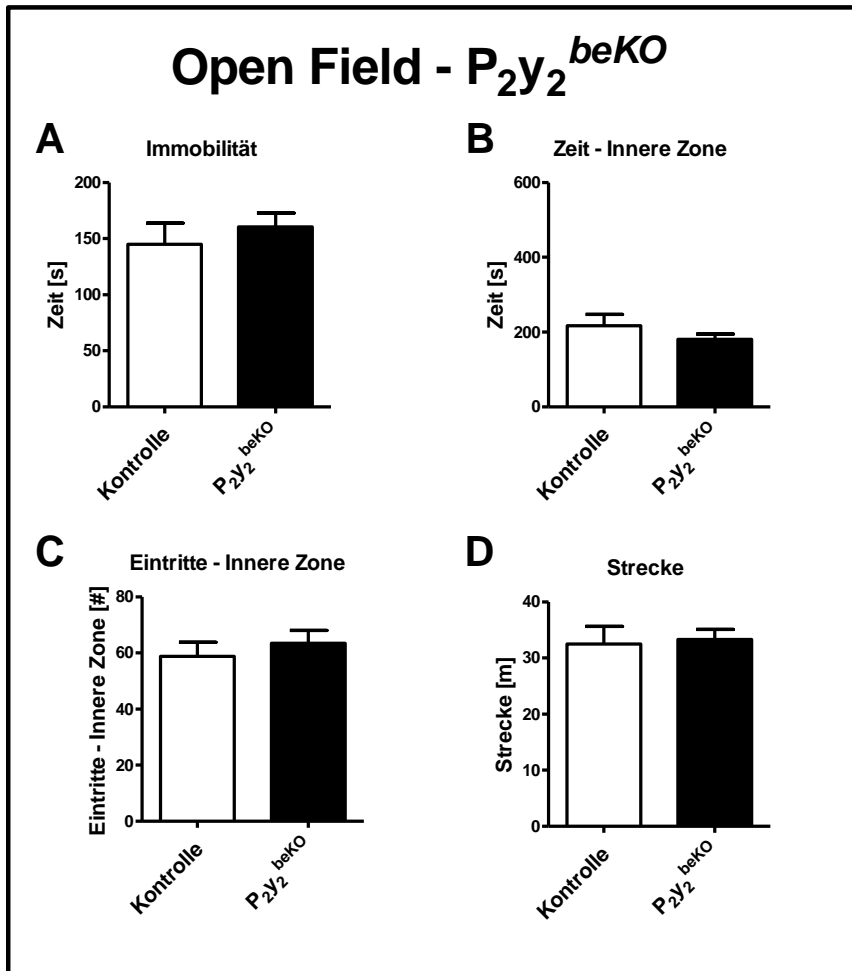 Open Field - P₂y₂ᵇᵉᴷᴼ
A
Immobilität
Zeit [s]
200
150
100
50
0
Kontrolle
P₂y₂ᵇᵉᴷᴼ
B
Zeit - Innere Zone
Zeit [s]
600
400
200
0
Kontrolle
P₂y₂ᵇᵉᴷᴼ
C
Eintritte - Innere Zone
Eintritte - Innere Zone [#]
80
60
40
20
0
Kontrolle
P₂y₂ᵇᵉᴷᴼ
D
Strecke
Strecke [m]
40
30
20
10
0
Kontrolle
P₂y₂ᵇᵉᴷᴼ